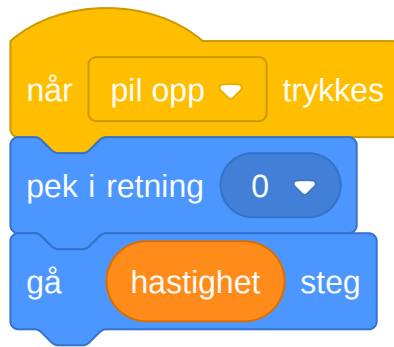 når pil opp trykkes
pek i retning 0
gå hastighet steg